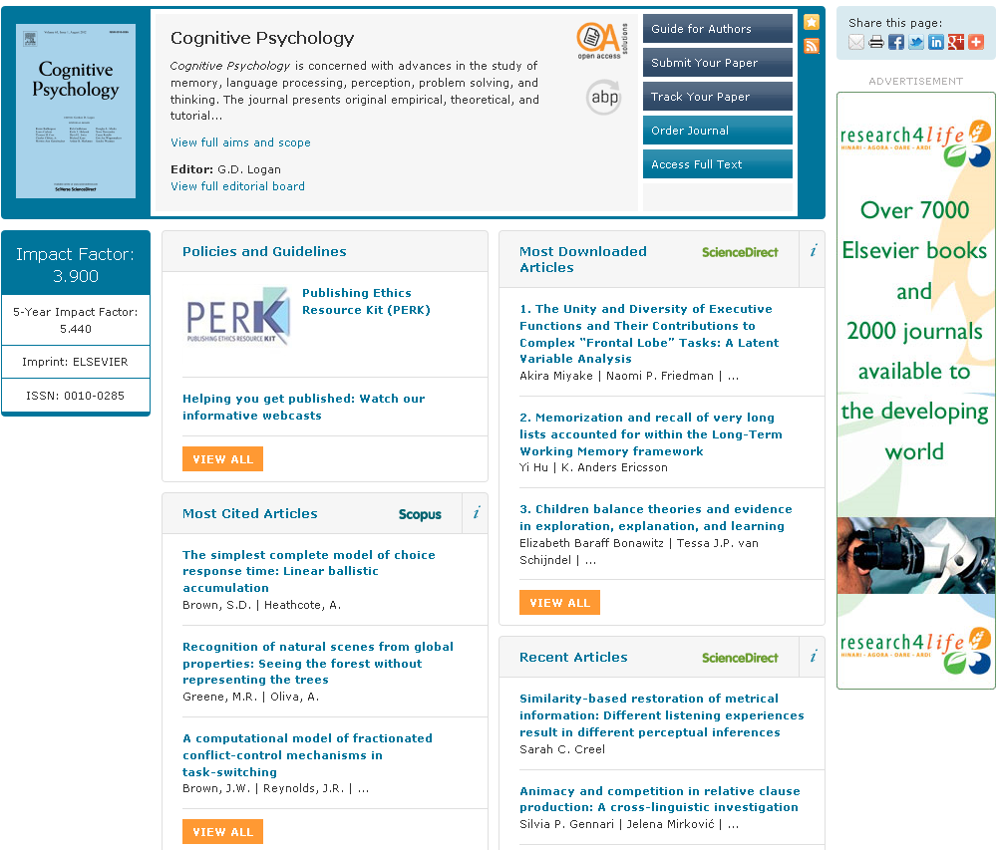 Cognitive
Psychology
Cognitive Psychology
Cognitive Psychology is concerned with advances in the study of
memory, language processing, perception, problem solving, and
thinking. The journal presents original empirical, theoretical, and
tutorial...
View full aims and scope
Editor: G.D. Logan
View full editorial board
OA
open access
solutions
abp
Guide for Authors
Submit Your Paper
Track Your Paper
Order Journal
Access Full Text
Share this page:
ADVERTISEMENT
research4life
HINARI - AGORA - OARE - ARDI
Over 7000
Elsevier books
and
2000 journals
available to
the developing
world
research4life
HINARI - AGORA - OARE - ARDI
Impact Factor:
3.900
5-Year Impact Factor:
5.440
Imprint: ELSEVIER
ISSN: 0010-0285
Policies and Guidelines
PERK
PUBLISHING ETHICS RESOURCE KIT
Publishing Ethics
Resource Kit (PERK)
Helping you get published: Watch our
informative webcasts
VIEW ALL
Most Cited Articles
Scopus
i
The simplest complete model of choice
response time: Linear ballistic
accumulation
Brown, S.D. | Heathcote, A.
Recognition of natural scenes from global
properties: Seeing the forest without
representing the trees
Greene, M.R. | Oliva, A.
A computational model of fractionated
conflict-control mechanisms in
task-switching
Brown, J.W. | Reynolds, J.R. | ...
VIEW ALL
Most Downloaded
Articles
ScienceDirect
i
1. The Unity and Diversity of Executive
Functions and Their Contributions to
Complex “Frontal Lobe” Tasks: A Latent
Variable Analysis
Akira Miyake | Naomi P. Friedman | ...
2. Memorization and recall of very long
lists accounted for within the Long-Term
Working Memory framework
Yi Hu | K. Anders Ericsson
3. Children balance theories and evidence
in exploration, explanation, and learning
Elizabeth Baraff Bonawitz | Tessa J.P. van
Schijndel | ...
VIEW ALL
Recent Articles
ScienceDirect
i
Similarity-based restoration of metrical
information: Different listening experiences
result in different perceptual inferences
Sarah C. Creel
Animacy and competition in relative clause
production: A cross-linguistic investigation
Silvia P. Gennari | Jelena Mirković | ...